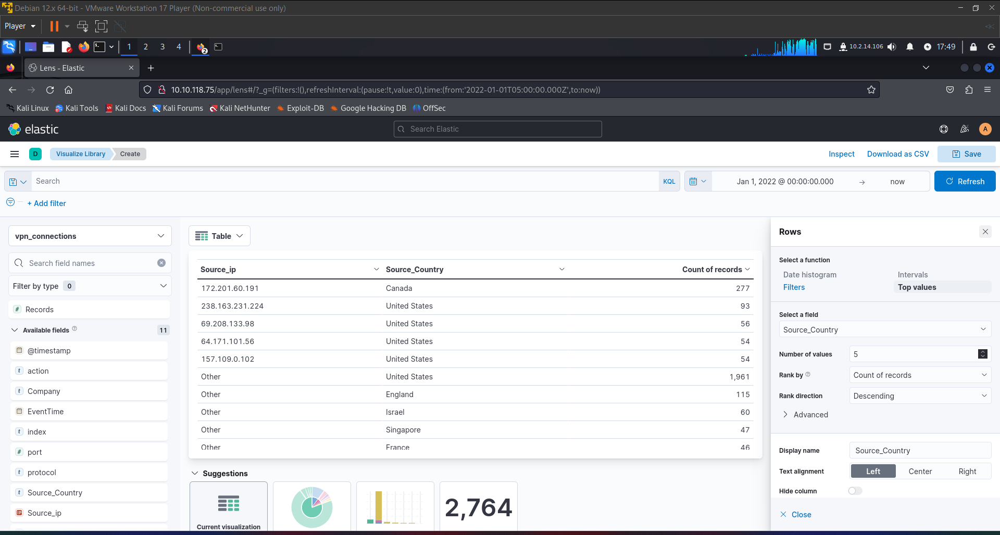 Debian 12.x 64-bit - VMware Workstation 17 Player (Non-commercial use only)
Player
1 2 3 4 2 10.2.14.106 17:49
Lens - Elastic
10.10.118.75/app/lens#/?_g=(filters:!(),refreshInterval:(pause:!t,value:0),time:(from:'2022-01-01T05:00:00.000Z',to:now))
Kali Linux Kali Tools Kali Docs Kali Forums Kali NetHunter Exploit-DB Google Hacking DB OffSec
elastic Search Elastic A
D Visualize Library Create Inspect Download as CSV Save
Search KQL Jan 1, 2022 @ 00:00:00.000 → now Refresh
+ Add filter
vpn_connections
Search field names
Filter by type 0
# Records
Available fields 11
@timestamp
t action
t Company
EventTime
t index
# port
t protocol
t Source_Country
IP Source_ip
Table
Source_ip Source_Country Count of records
172.201.60.191 Canada 277
238.163.231.224 United States 93
69.208.133.98 United States 56
64.171.101.56 United States 54
157.109.0.102 United States 54
Other United States 1,961
Other England 115
Other Israel 60
Other Singapore 47
Other France 46
Suggestions
Current visualization
2,764
Rows
Select a function
Date histogram Intervals
Filters Top values
Select a field
Source_Country
Number of values 5
Rank by Count of records
Rank direction Descending
Advanced
Display name Source_Country
Text alignment Left Center Right
Hide column
Close